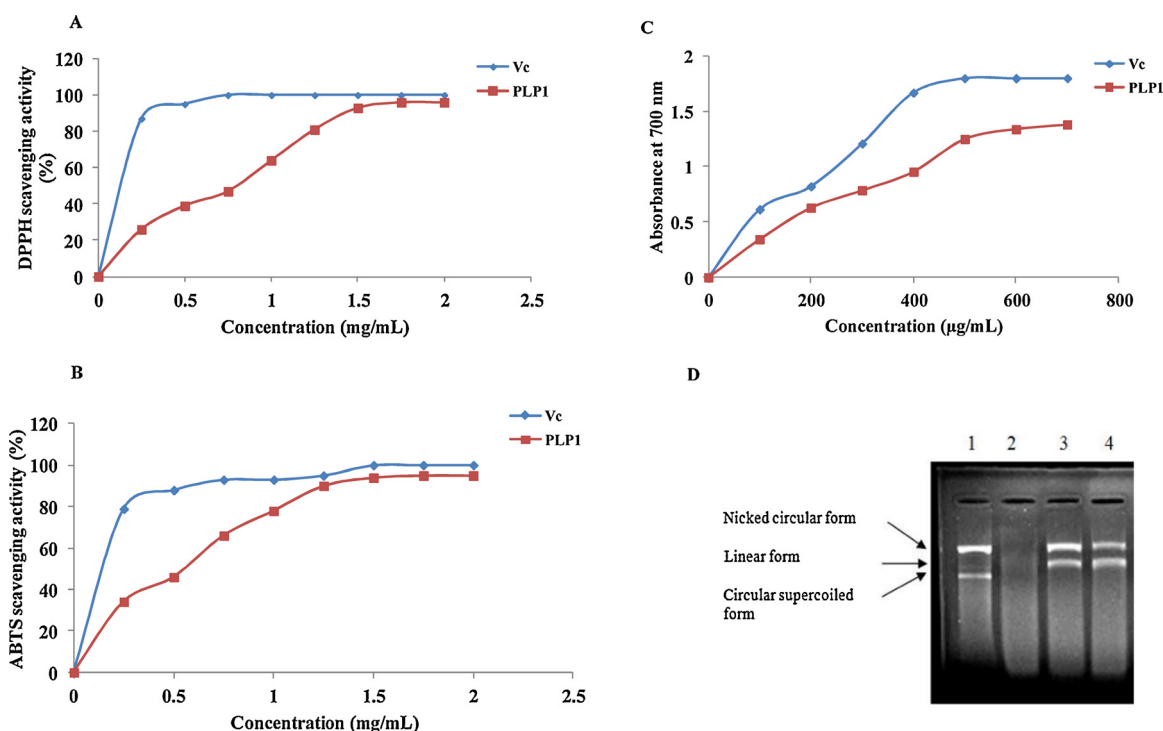 A
DPPH scavenging activity
(%)
120
100
80
60
40
20
0
0 0.5 1 1.5 2 2.5
Concentration (mg/mL)
Vc
PLP1
C
Absorbance at 700 nm
2
1.5
1
0.5
0
0 200 400 600 800
Concentration (µg/mL)
Vc
PLP1
B
ABTS scavenging activity (%)
120
100
80
60
40
20
0
0 0.5 1 1.5 2 2.5
Concentration (mg/mL)
Vc
PLP1
D
1 2 3 4
Nicked circular form
Linear form
Circular supercoiled
form